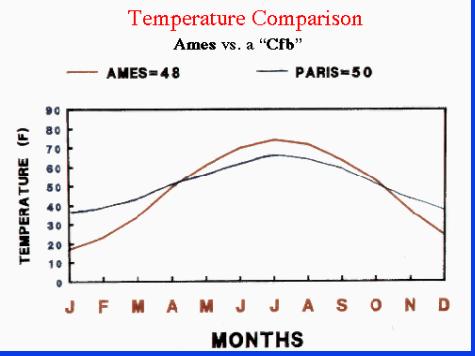 Temperature Comparison
Ames vs. a “Cfb”
AMES=48 PARIS=50
90
80
70
60
50
40
30
20
10
0
TEMPERATURE (F)
J F M A M J J A S O N D
MONTHS